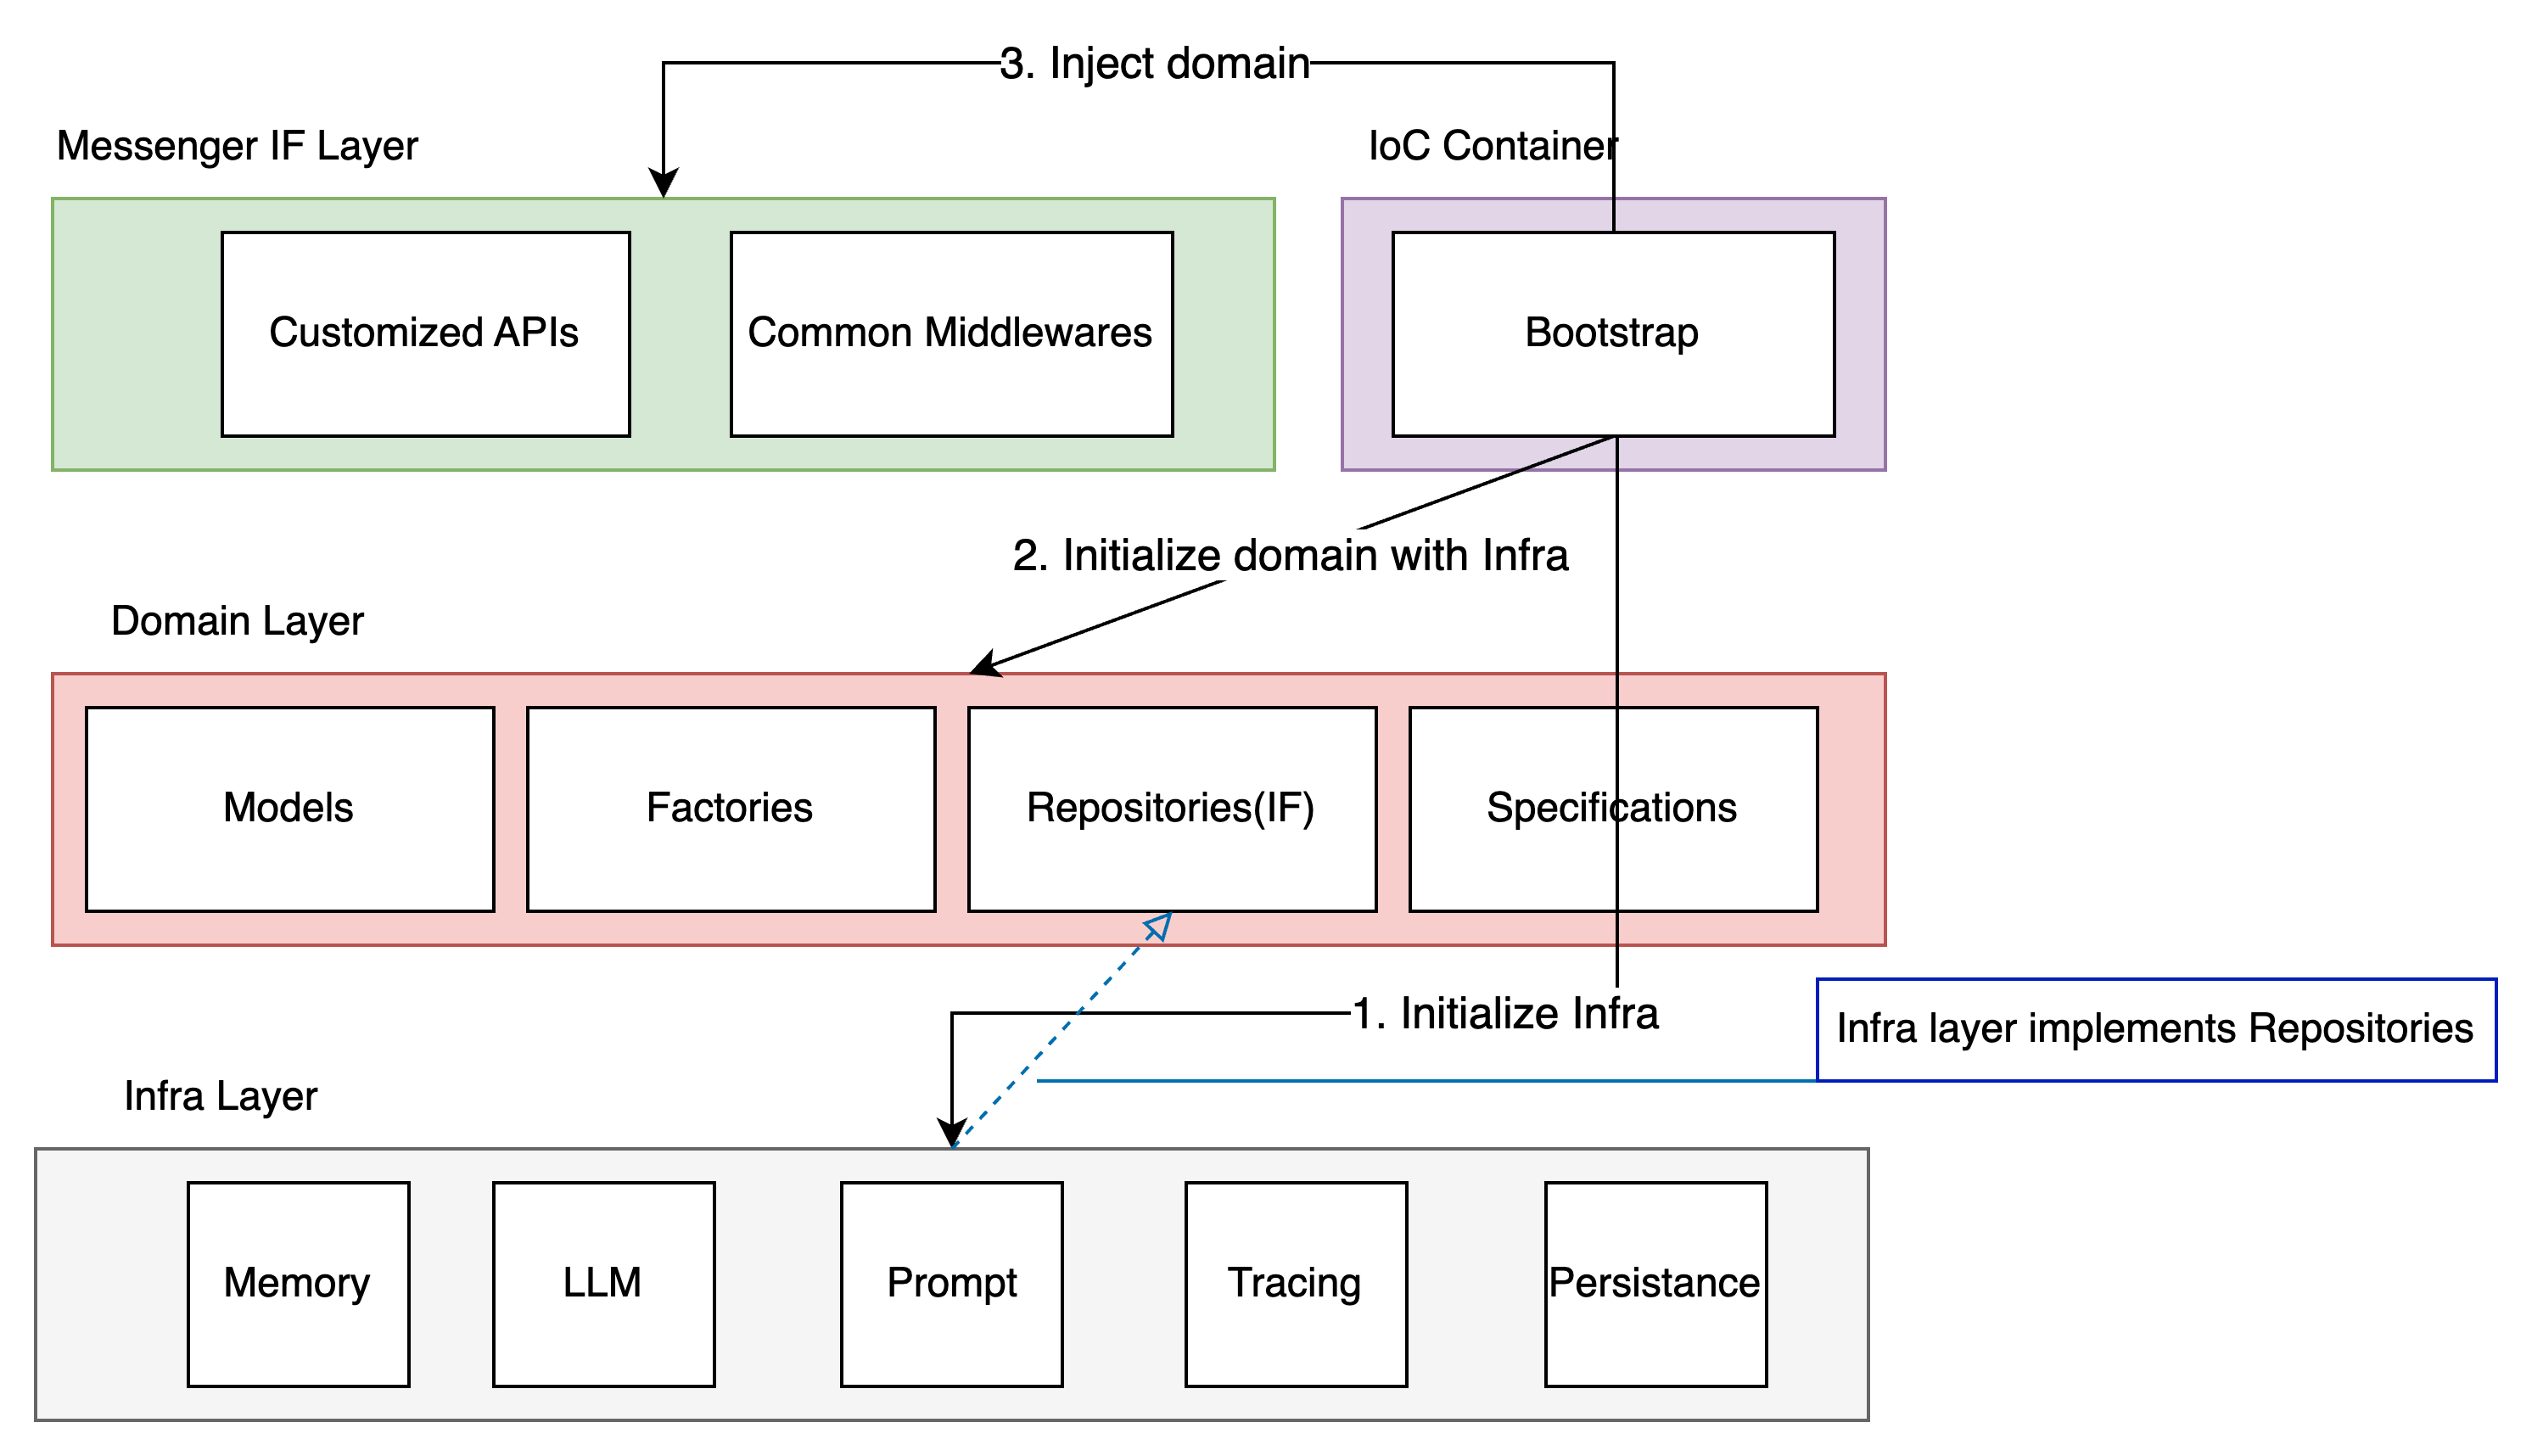 3. Inject domain
Messenger IF Layer
IoC Container
Customized APIs
Common Middlewares
Bootstrap
2. Initialize domain with Infra
Domain Layer
Models
Factories
Repositories(IF)
Specifications
1. Initialize Infra
Infra layer implements Repositories
Infra Layer
Memory
LLM
Prompt
Tracing
Persistance